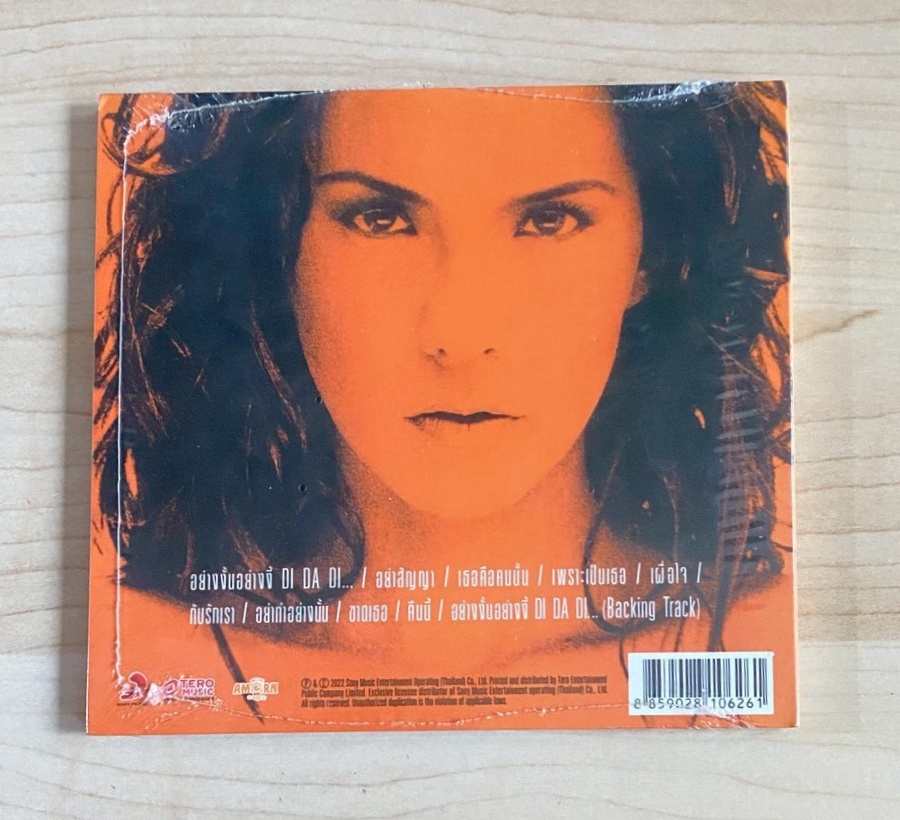 อย่างงั้นอย่างงี้ DI DA DI... / อย่าสัญญา / เธอคือคนนั้น / เพราะเป็นเธอ / เผื่อใจ /
กับรักเรา / อย่าทำอย่างนั้น / ขาดเธอ / คืนนี้ / อย่างงั้นอย่างงี้ DI DA DI... (Backing Track)
TERO
MUSIC
AMORN
Ⓟ & © 2022 Sony Music Entertainment Operating (Thailand) Co., Ltd. Printed and distributed by Tero Entertainment
Public Company Limited. Exclusive licensee distributor of Sony Music Entertainment operating (Thailand) Co., Ltd.
All rights reserved. Unauthorized duplication is the violation of applicable laws.
8 859028 106261